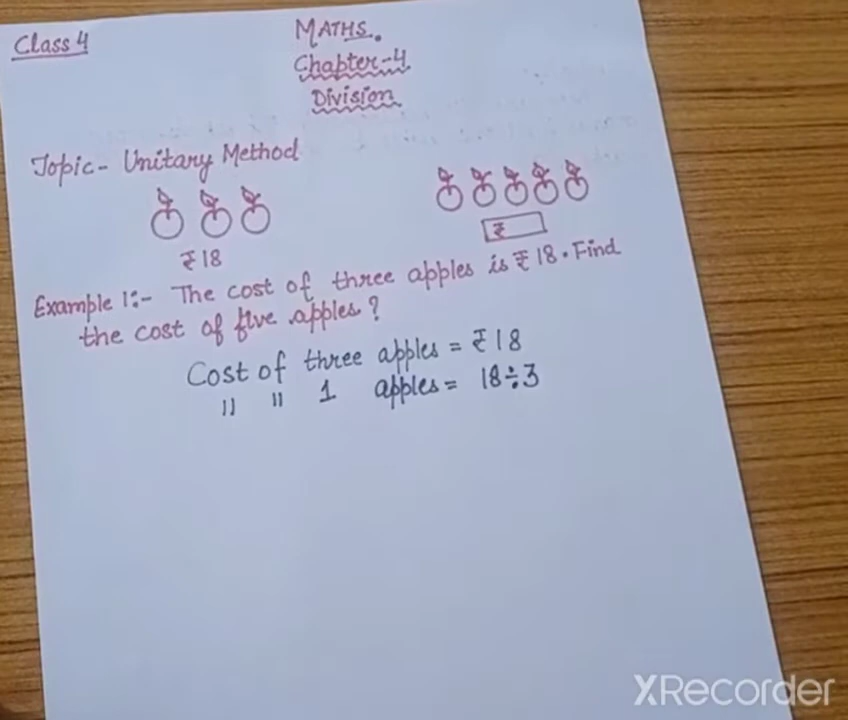 Class 4
MATHS.
Chapter-4
Division
Topic- Unitary Method
₹18
₹
Example 1:- The cost of three apples is ₹18. Find
the cost of five apples?
Cost of three apples = ₹18
" " 1 apples = 18÷3
XRecorder